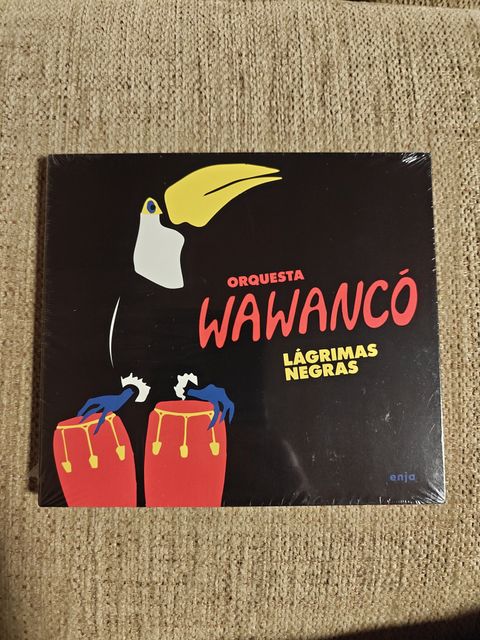 ORQUESTA
WAWANCÓ
LÁGRIMAS
NEGRAS
enja